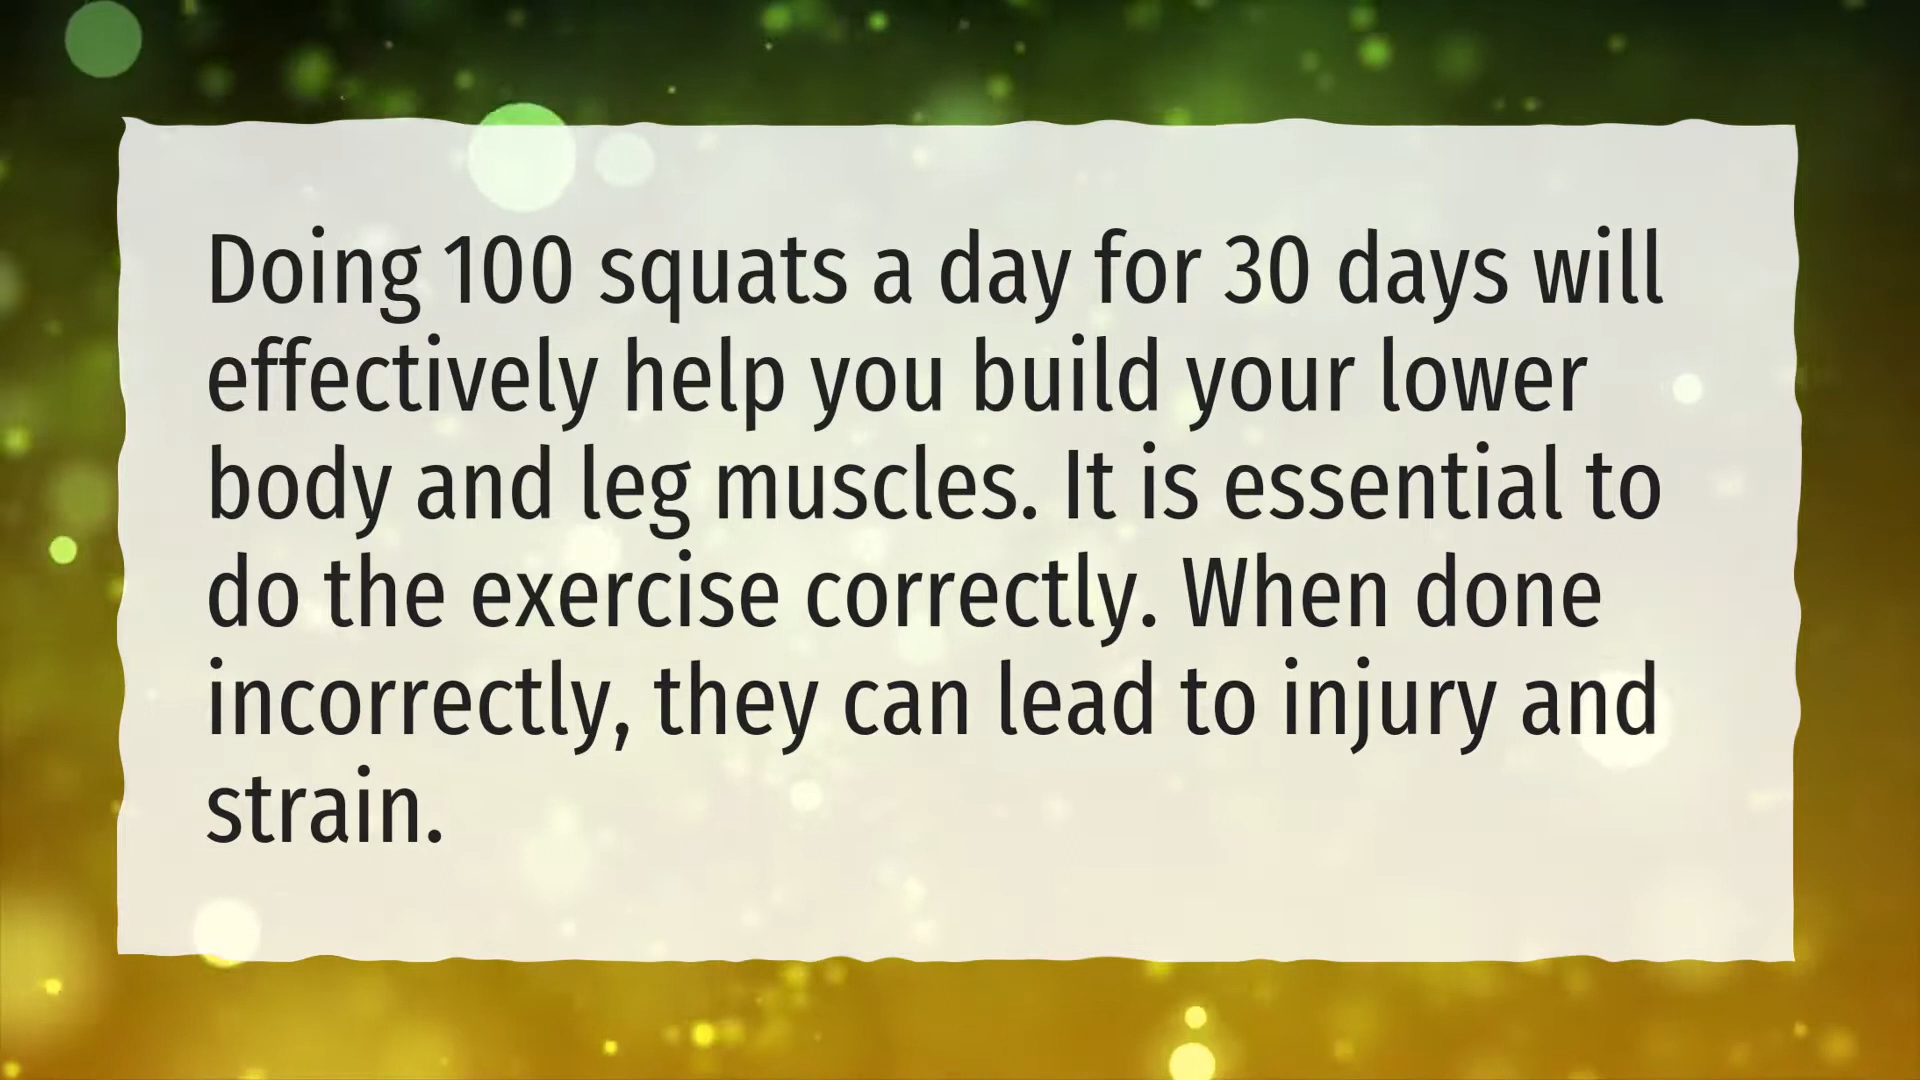 Doing 100 squats a day for 30 days will
effectively help you build your lower
body and leg muscles. It is essential to
do the exercise correctly. When done
incorrectly, they can lead to injury and
strain.